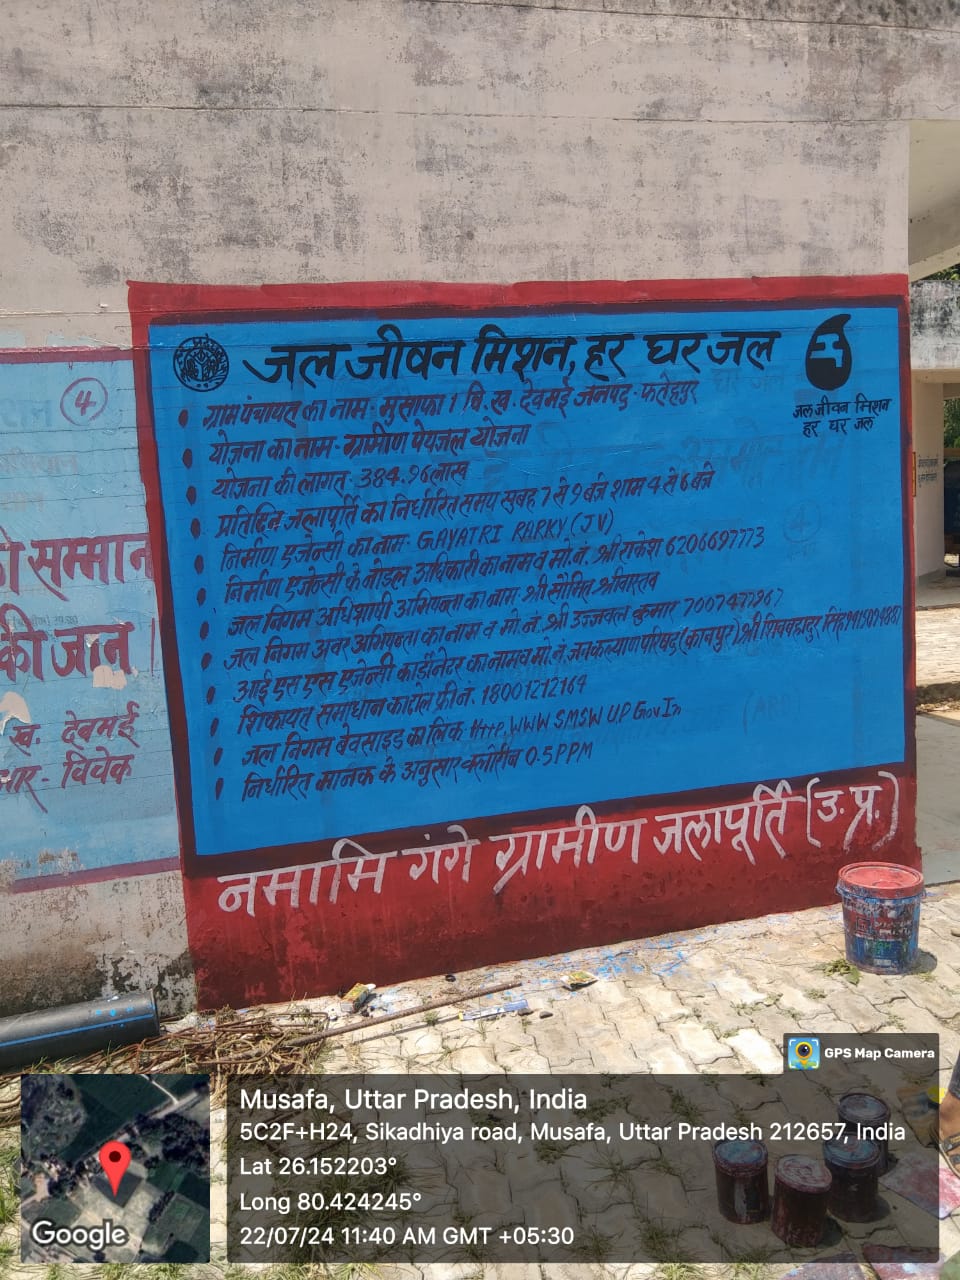 जल जीवन मिशन, हर घर जल
जल जीवन मिशन
हर घर जल
ग्राम पंचायत का नाम - मुसाफा 1 वि. ख. देवमई जनपद - फतेहपुर
योजना का नाम - ग्रामीण पेयजल योजना
योजना की लागत - 384.96 लाख
प्रतिदिन जलापूर्ति का निर्धारित समय सुबह 7 से 9 बजे शाम 4 से 6 बजे
निर्माण एजेन्सी का नाम - GAYATRI RARKY (JV)
निर्माण एजेन्सी के नोडल अधिकारी का नाम व मो.नं. श्री राकेश 6206697773
जल निगम अधिशाषी अभियन्ता का नाम श्री सौमित्र श्रीवास्तव
जल निगम अवर अभियन्ता का नाम व मो नं. श्री उज्जवल कुमार 7007477967
आई एस एस एजेन्सी कार्डीनेटर का नाम व मो नं जनकल्याण परिषद (कानपुर) श्री शिवबहादुर सिंह
शिकायत समाधान का टोल फ्री नं. 18001212164
जल निगम बेवसाइड का लिंक Http, WWW SMSW UP Gov In
निर्धारित मानक के अनुसार क्लोरीन 0.5 PPM
नमामि गंगे ग्रामीण जलापूर्ति (उ. प्र.)
4
सम्मान
की जान
ख. देवमई
विवेक
GPS Map Camera
Musafa, Uttar Pradesh, India
5C2F+H24, Sikadhiya road, Musafa, Uttar Pradesh 212657, India
Lat 26.152203°
Long 80.424245°
22/07/24 11:40 AM GMT +05:30
Google